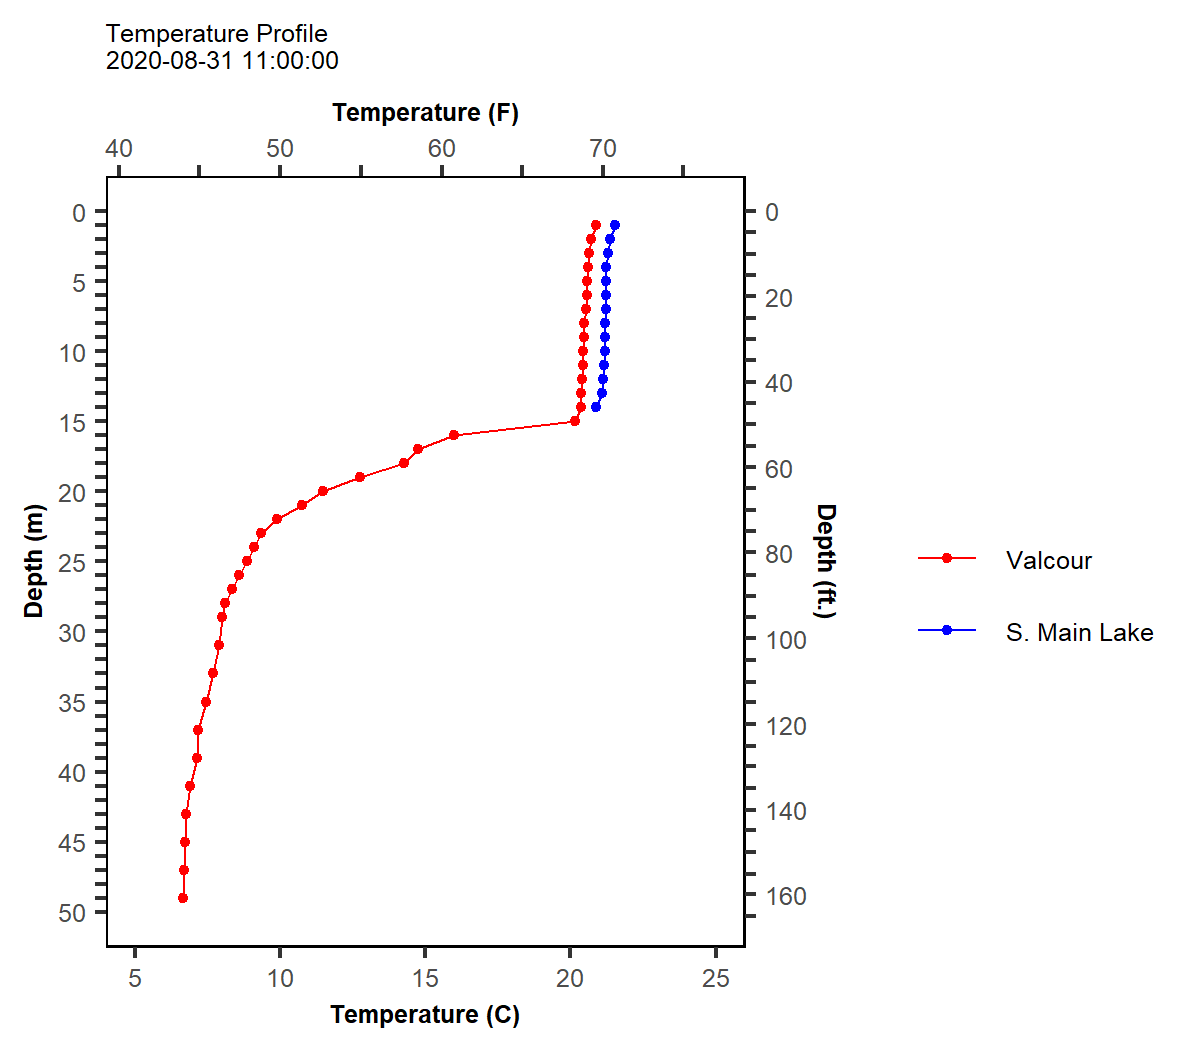 Temperature Profile
2020-08-31 11:00:00
Temperature (F)
40 50 60 70
0 0
5
20
10
40
15
60
20
80
25
100
30
35
120
40
140
45
160
50
Depth (m)
Depth (ft.)
Valcour
S. Main Lake
5 10 15 20 25
Temperature (C)